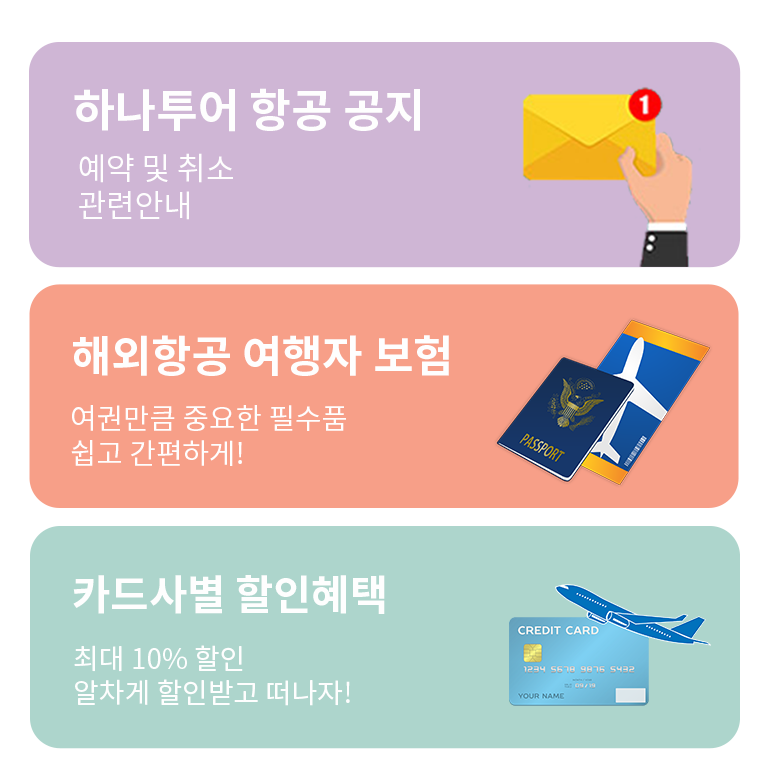 하나투어 항공 공지
예약 및 취소
관련안내
1
해외항공 여행자 보험
여권만큼 중요한 필수품
쉽고 간편하게!
PASSPORT
카드사별 할인혜택
최대 10% 할인
알차게 할인받고 떠나자!
CREDIT CARD
1234 5678 9876 5432
YOUR NAME